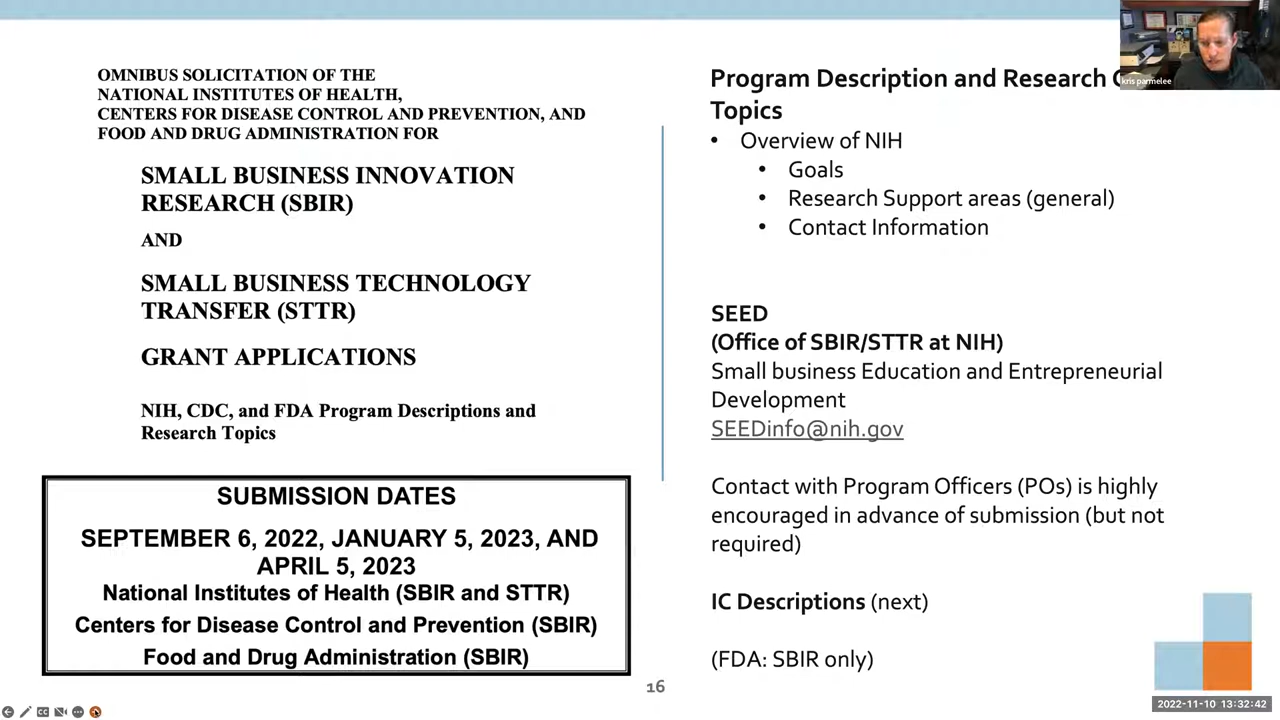 OMNIBUS SOLICITATION OF THE
NATIONAL INSTITUTES OF HEALTH,
CENTERS FOR DISEASE CONTROL AND PREVENTION, AND
FOOD AND DRUG ADMINISTRATION FOR
SMALL BUSINESS INNOVATION
RESEARCH (SBIR)
AND
SMALL BUSINESS TECHNOLOGY
TRANSFER (STTR)
GRANT APPLICATIONS
NIH, CDC, and FDA Program Descriptions and
Research Topics
SUBMISSION DATES
SEPTEMBER 6, 2022, JANUARY 5, 2023, AND
APRIL 5, 2023
National Institutes of Health (SBIR and STTR)
Centers for Disease Control and Prevention (SBIR)
Food and Drug Administration (SBIR)
Program Description and Research
Topics
• Overview of NIH
• Goals
• Research Support areas (general)
• Contact Information
SEED
(Office of SBIR/STTR at NIH)
Small business Education and Entrepreneurial
Development
SEEDinfo@nih.gov
Contact with Program Officers (POs) is highly
encouraged in advance of submission (but not
required)
IC Descriptions (next)
(FDA: SBIR only)
16
kris parmelee
2022-11-10 13:32:42